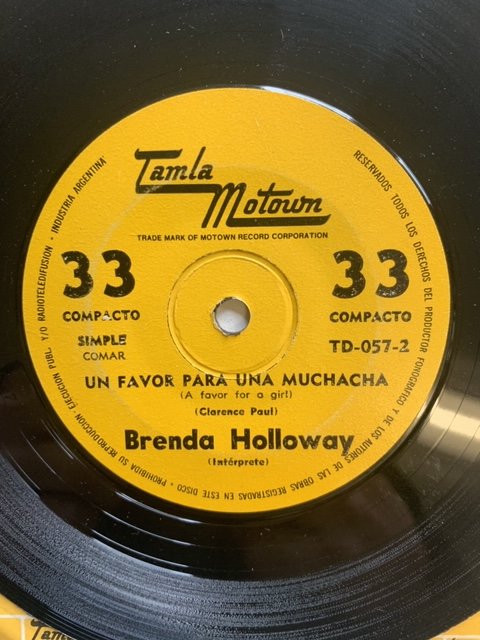 Tamla
Motown
TRADE MARK OF MOTOWN RECORD CORPORATION
33
COMPACTO
SIMPLE
COMAR
33
COMPACTO
TD-057-2
UN FAVOR PARA UNA MUCHACHA
(A favor for a girl)
(Clarence Paul)
Brenda Holloway
(Intérprete)
RESERVADOS TODOS LOS DERECHOS DEL PRODUCTOR FONOGRAFICO Y DE LOS AUTORES DE LAS OBRAS REGISTRADAS EN ESTE DISCO • PROHIBIDA SU REPRODUCCION • EJECUCION PUBL. Y/O RADIOTELEDIFUSION • INDUSTRIA ARGENTINA